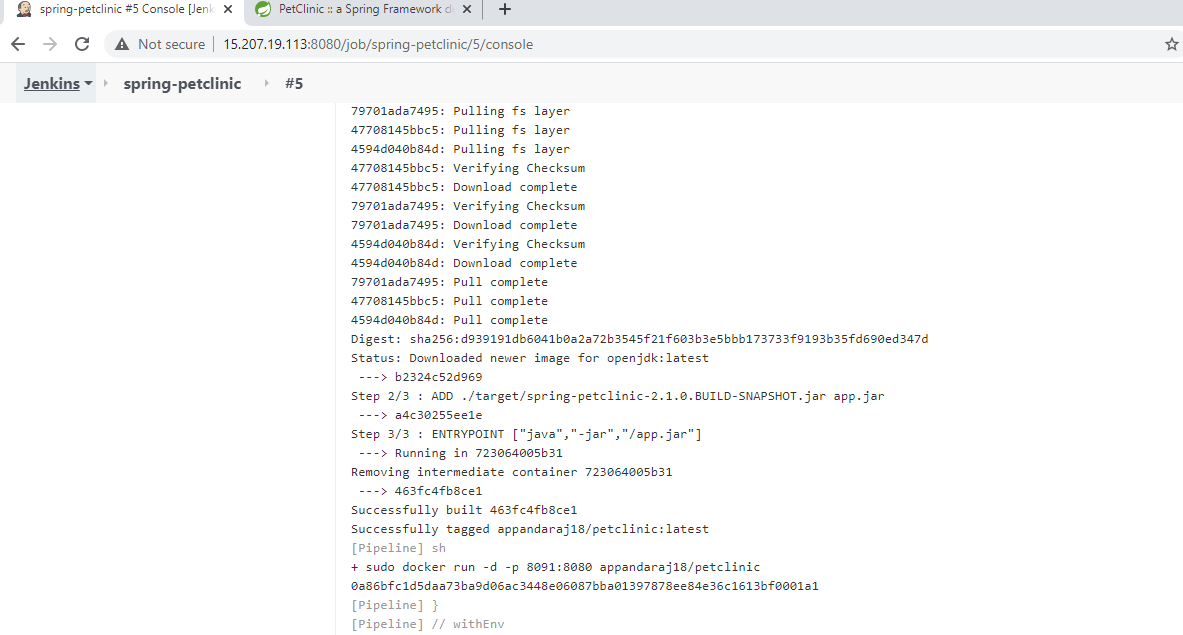 spring-petclinic #5 Console [Jenk
PetClinic :: a Spring Framework d
Not secure
15.207.19.113:8080/job/spring-petclinic/5/console
Jenkins
spring-petclinic
#5
79701ada7495: Pulling fs layer
47708145bbc5: Pulling fs layer
4594d040b84d: Pulling fs layer
47708145bbc5: Verifying Checksum
47708145bbc5: Download complete
79701ada7495: Verifying Checksum
79701ada7495: Download complete
4594d040b84d: Verifying Checksum
4594d040b84d: Download complete
79701ada7495: Pull complete
47708145bbc5: Pull complete
4594d040b84d: Pull complete
Digest: sha256:d939191db6041b0a2a72b3545f21f603b3e5bbb173733f9193b35fd690ed347d
Status: Downloaded newer image for openjdk:latest
---> b2324c52d969
Step 2/3 : ADD ./target/spring-petclinic-2.1.0.BUILD-SNAPSHOT.jar app.jar
---> a4c30255ee1e
Step 3/3 : ENTRYPOINT ["java","-jar","/app.jar"]
---> Running in 723064005b31
Removing intermediate container 723064005b31
---> 463fc4fb8ce1
Successfully built 463fc4fb8ce1
Successfully tagged appandaraj18/petclinic:latest
[Pipeline] sh
+ sudo docker run -d -p 8091:8080 appandaraj18/petclinic
0a86bfc1d5daa73ba9d06ac3448e06087bba01397878ee84e36c1613bf0001a1
[Pipeline] }
[Pipeline] // withEnv